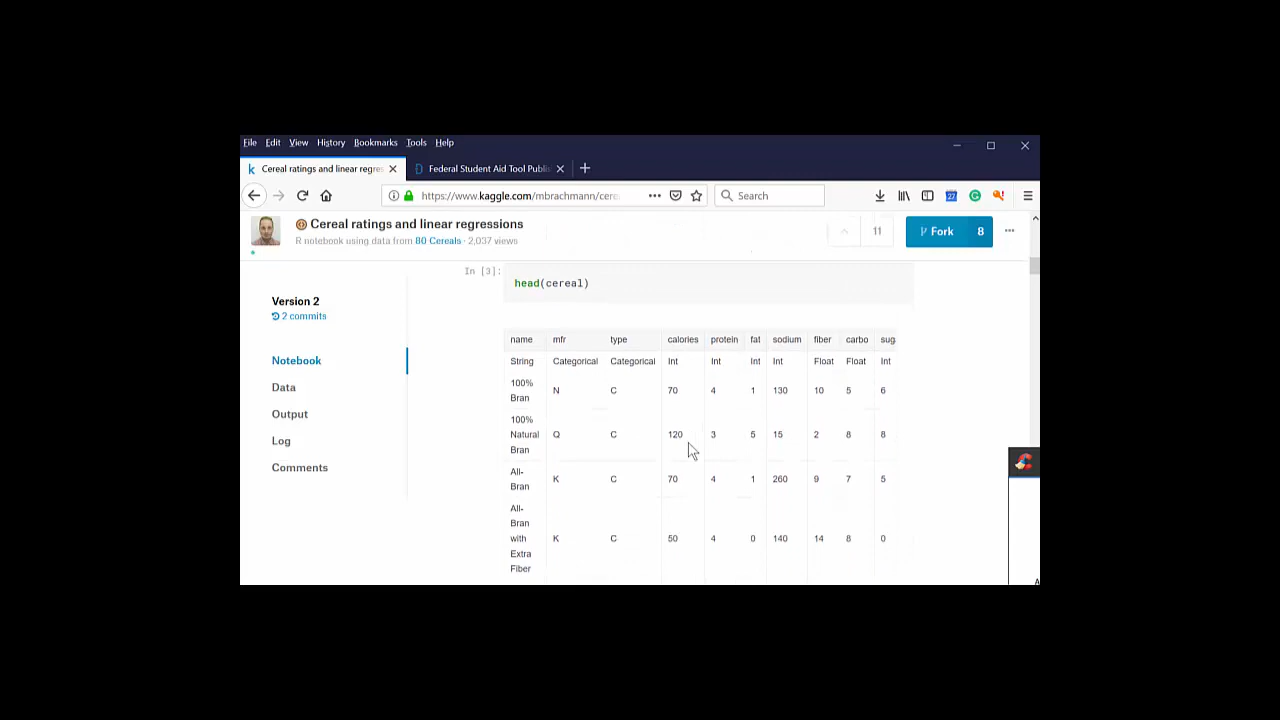 File Edit View History Bookmarks Tools Help
Cereal ratings and linear regres
Federal Student Aid Tool Publi
https://www.kaggle.com/mbrachmann/cere
Search
27
Cereal ratings and linear regressions
R notebook using data from 80 Cereals · 2,037 views
11
Fork 8
Version 2
2 commits
Notebook
Data
Output
Log
Comments
In [3]:
head(cereal)
name mfr type calories protein fat sodium fiber carbo sug
String Categorical Categorical Int Int Int Int Float Float Int
100%
Bran
N C 70 4 1 130 10 5 6
100%
Natural
Bran
Q C 120 3 5 15 2 8 8
All-
Bran
K C 70 4 1 260 9 7 5
All-
Bran
with
Extra
Fiber
K C 50 4 0 140 14 8 0